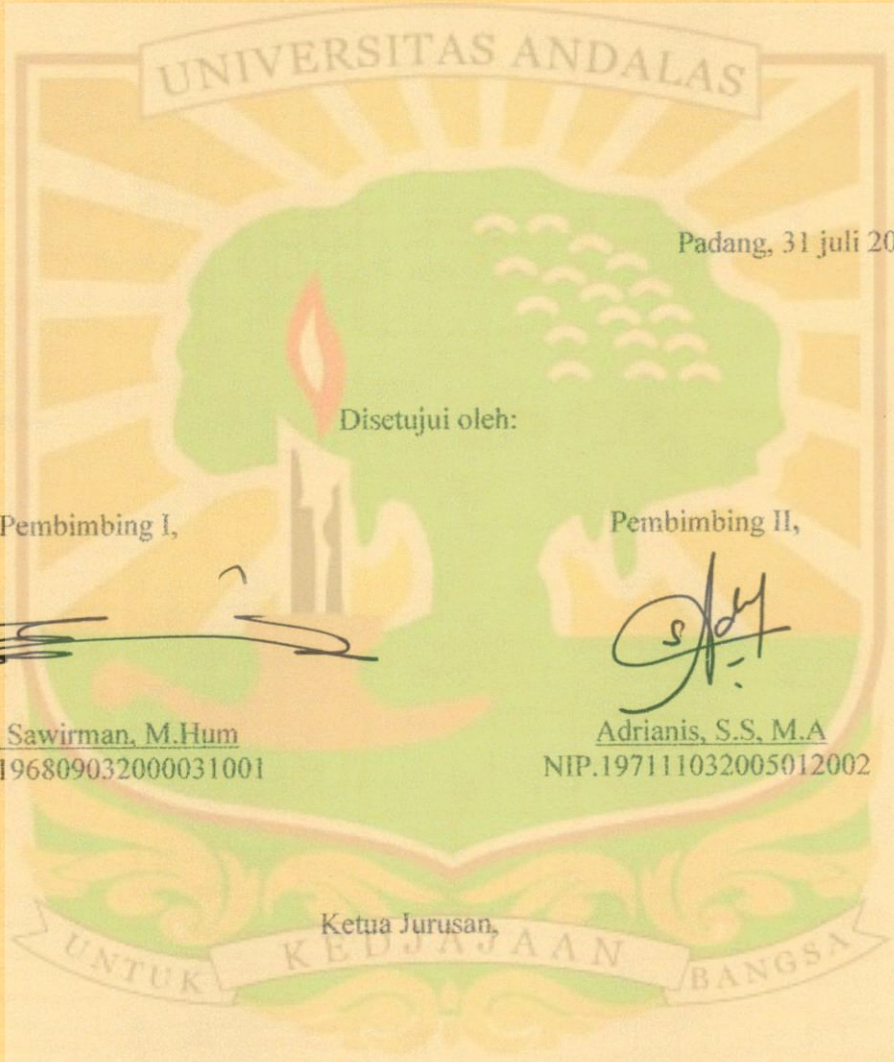 UNIVERSITAS ANDALAS
Padang, 31 juli 20
Disetujui oleh:
Pembimbing I,
Pembimbing II,
Sawirman, M.Hum
196809032000031001
Adrianis, S.S, M.A
NIP.197111032005012002
Ketua Jurusan,
UNTUK KEDJAJAAN BANGSA